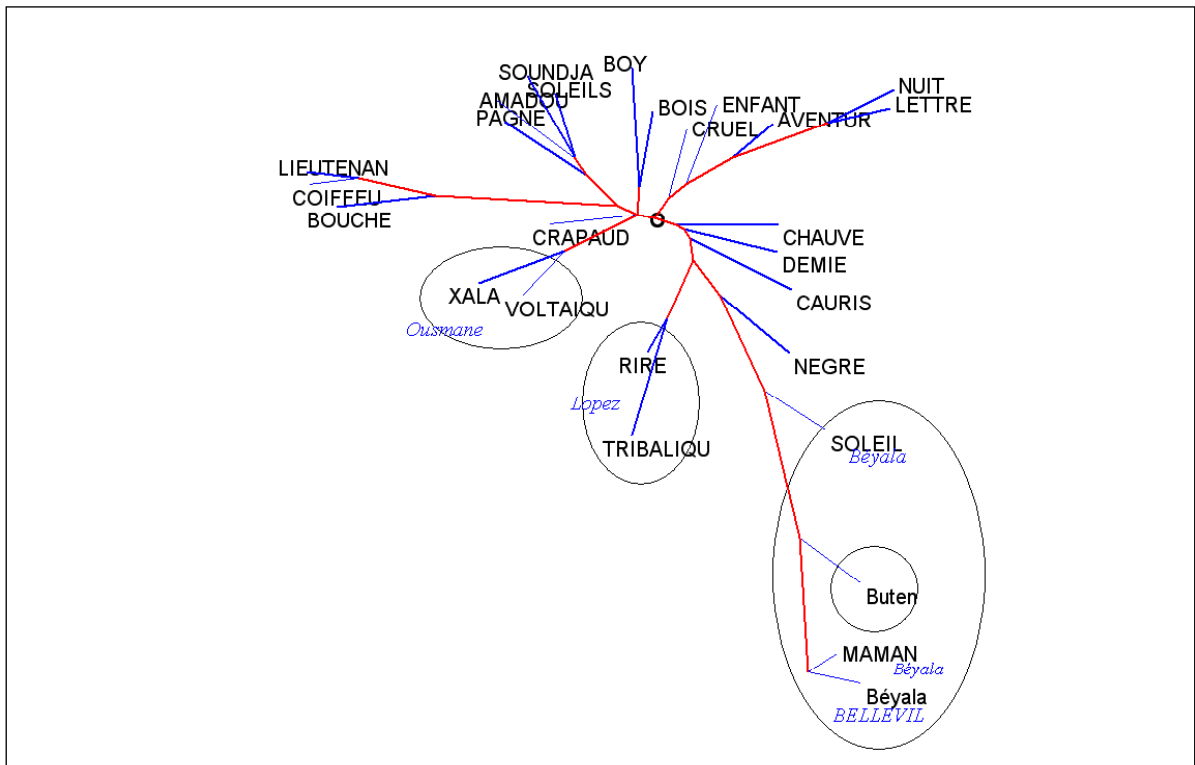 BOY
SOUNDJA
SOLEILS
AMADOU
PAGNE
BOIS
ENFANT
CRUEL
AVENTUR
NUIT
LETTRE
LIEUTENAN
COIFFEU
BOUCHE
O
CRAPAUD
CHAUVE
DEMIE
CAURIS
XALA
VOLTAIQU
Ousmane
RIRE
NEGRE
Lopez
TRIBALIQU
SOLEIL
Béyala
Buten
MAMAN
Béyala
Béyala
BELLEVIL